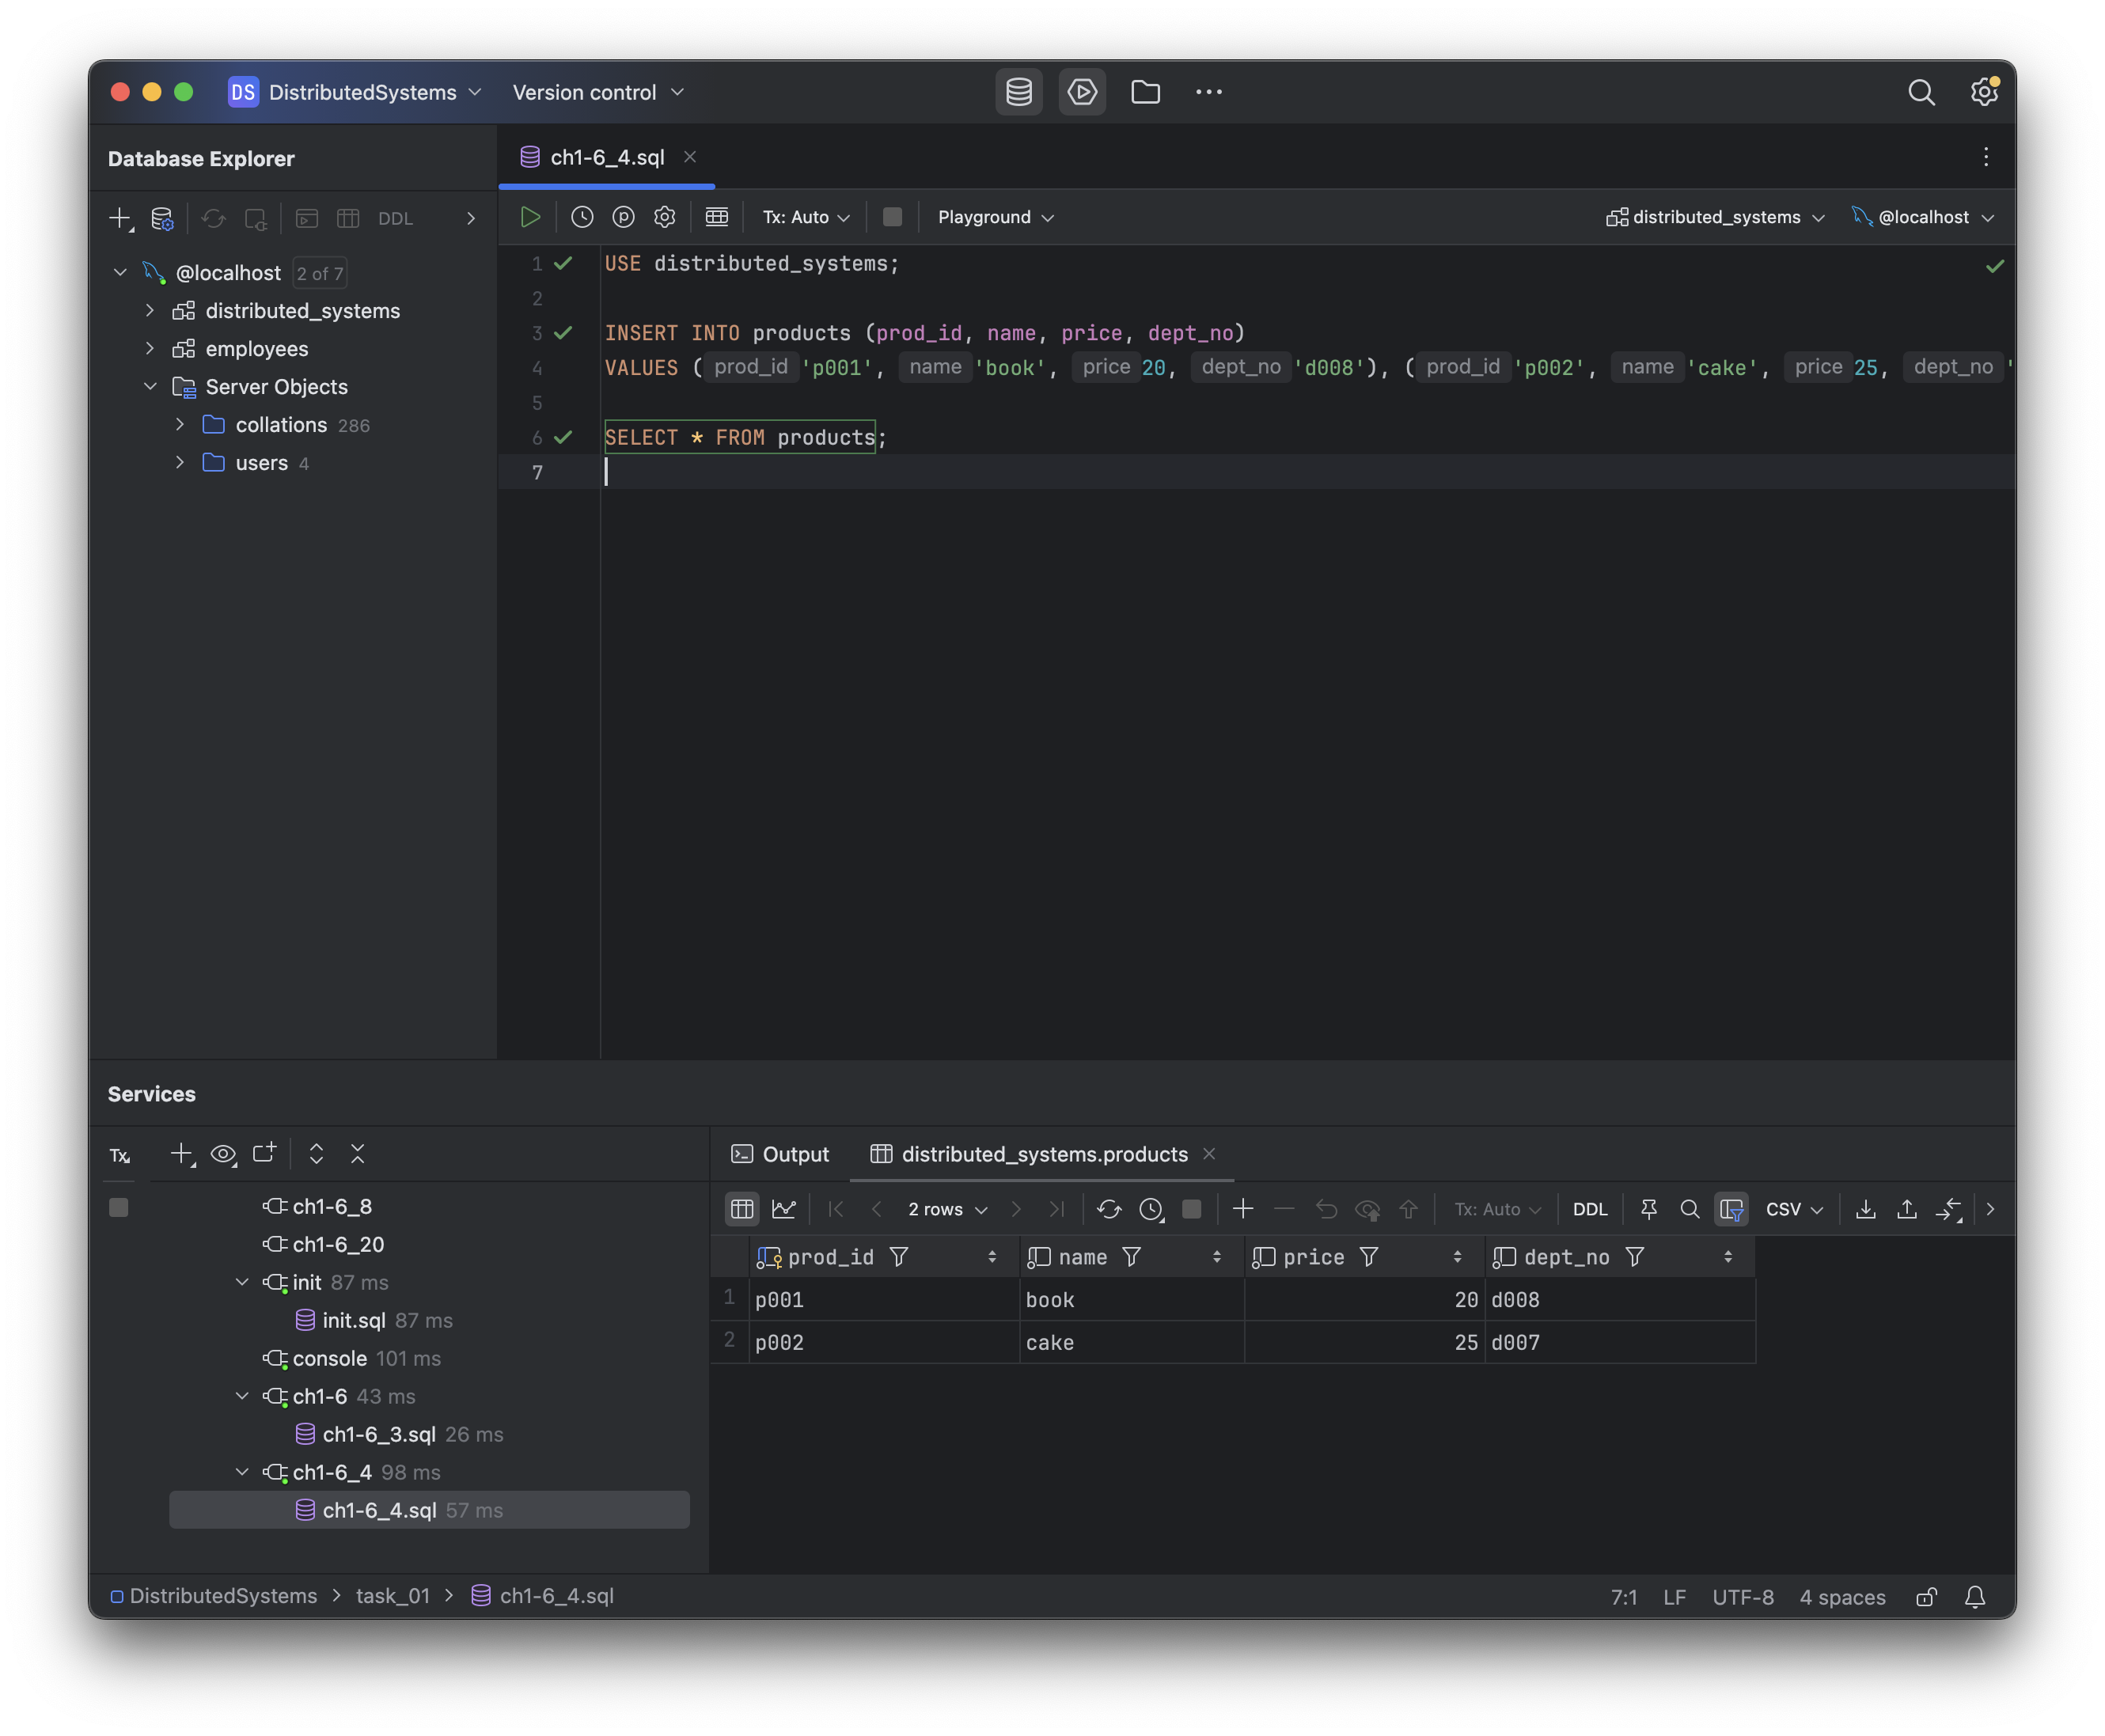 DS DistributedSystems Version control
Database Explorer
ch1-6_4.sql
DDL
Tx: Auto Playground distributed_systems @localhost
@localhost 2 of 7
distributed_systems
employees
Server Objects
collations 286
users 4
1 USE distributed_systems;
2
3 INSERT INTO products (prod_id, name, price, dept_no)
4 VALUES ( prod_id 'p001', name 'book', price 20, dept_no 'd008'), ( prod_id 'p002', name 'cake', price 25, dept_no '
5
6 SELECT * FROM products;
7
Services
Tx
ch1-6_8
ch1-6_20
init 87 ms
init.sql 87 ms
console 101 ms
ch1-6 43 ms
ch1-6_3.sql 26 ms
ch1-6_4 98 ms
ch1-6_4.sql 57 ms
Output distributed_systems.products
2 rows Tx: Auto DDL CSV
prod_id name price dept_no
1 p001 book 20 d008
2 p002 cake 25 d007
DistributedSystems > task_01 > ch1-6_4.sql
7:1 LF UTF-8 4 spaces